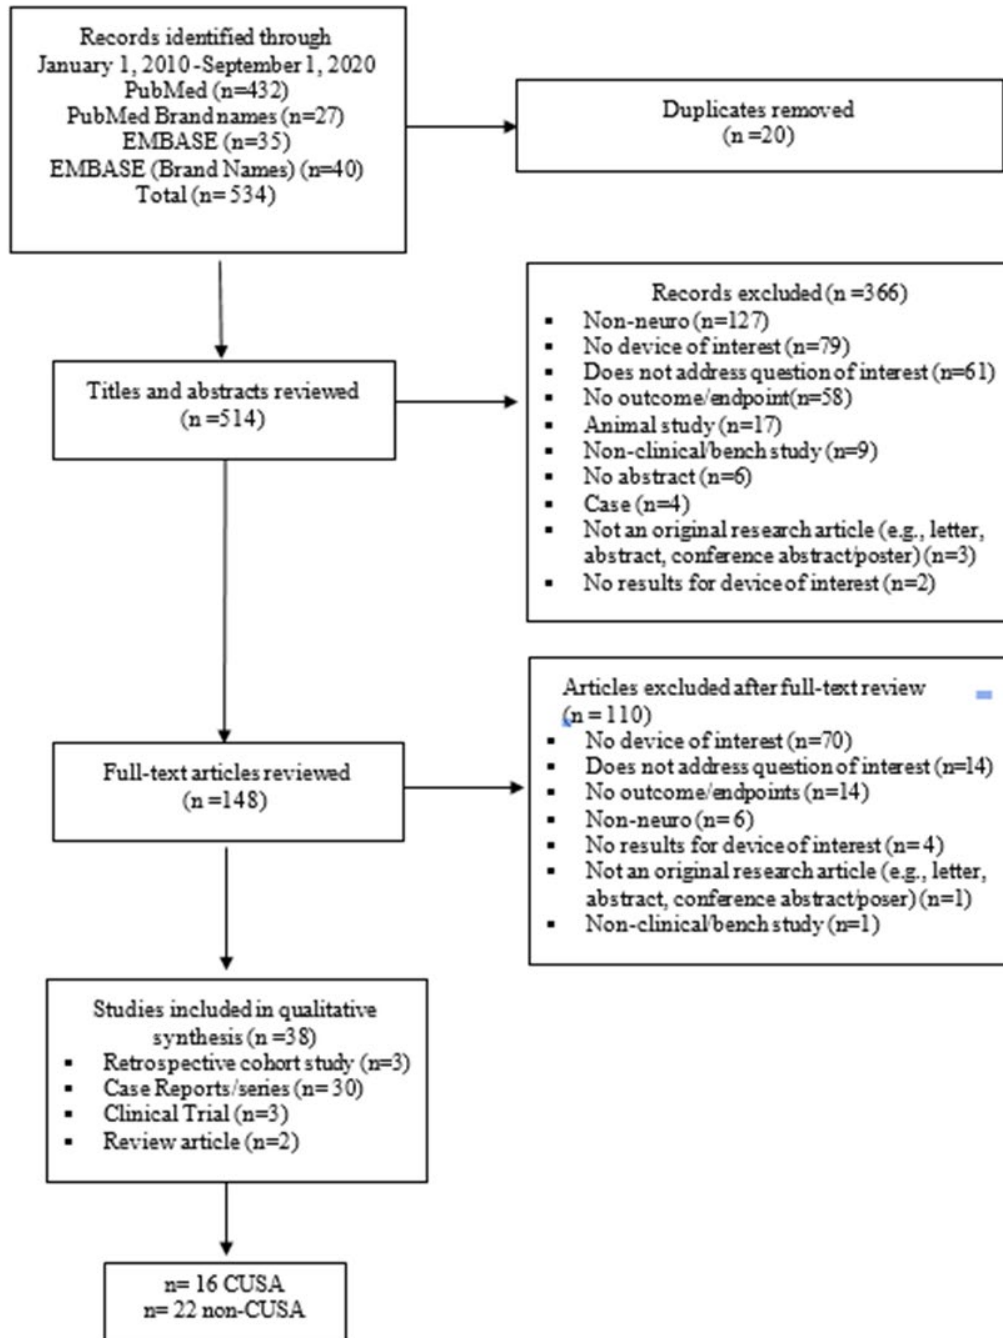 Records identified through
January 1, 2010-September 1, 2020
PubMed (n=432)
PubMed Brand names (n=27)
EMBASE (n=35)
EMBASE (Brand Names) (n=40)
Total (n= 534)
Duplicates removed
(n =20)
Titles and abstracts reviewed
(n =514)
Records excluded (n =366)
▪ Non-neuro (n=127)
▪ No device of interest (n=79)
▪ Does not address question of interest (n=61)
▪ No outcome/endpoint(n=58)
▪ Animal study (n=17)
▪ Non-clinical/bench study (n=9)
▪ No abstract (n=6)
▪ Case (n=4)
▪ Not an original research article (e.g., letter,
abstract, conference abstract/poster) (n=3)
▪ No results for device of interest (n=2)
Full-text articles reviewed
(n =148)
Articles excluded after full-text review
(n = 110)
▪ No device of interest (n=70)
▪ Does not address question of interest (n=14)
▪ No outcome/endpoints (n=14)
▪ Non-neuro (n= 6)
▪ No results for device of interest (n= 4)
▪ Not an original research article (e.g., letter,
abstract, conference abstract/poser) (n=1)
▪ Non-clinical/bench study (n=1)
Studies included in qualitative
synthesis (n =38)
▪ Retrospective cohort study (n=3)
▪ Case Reports/series (n= 30)
▪ Clinical Trial (n=3)
▪ Review article (n=2)
n= 16 CUSA
n= 22 non-CUSA